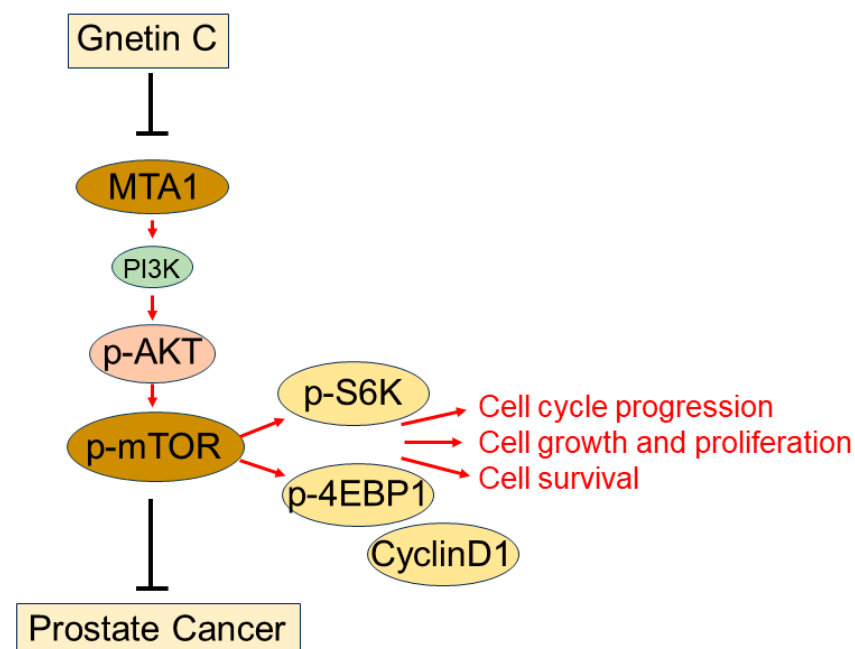 Gnetin C
MTA1
PI3K
p-AKT
p-mTOR
p-S6K
p-4EBP1
CyclinD1
Cell cycle progression
Cell growth and proliferation
Cell survival
Prostate Cancer